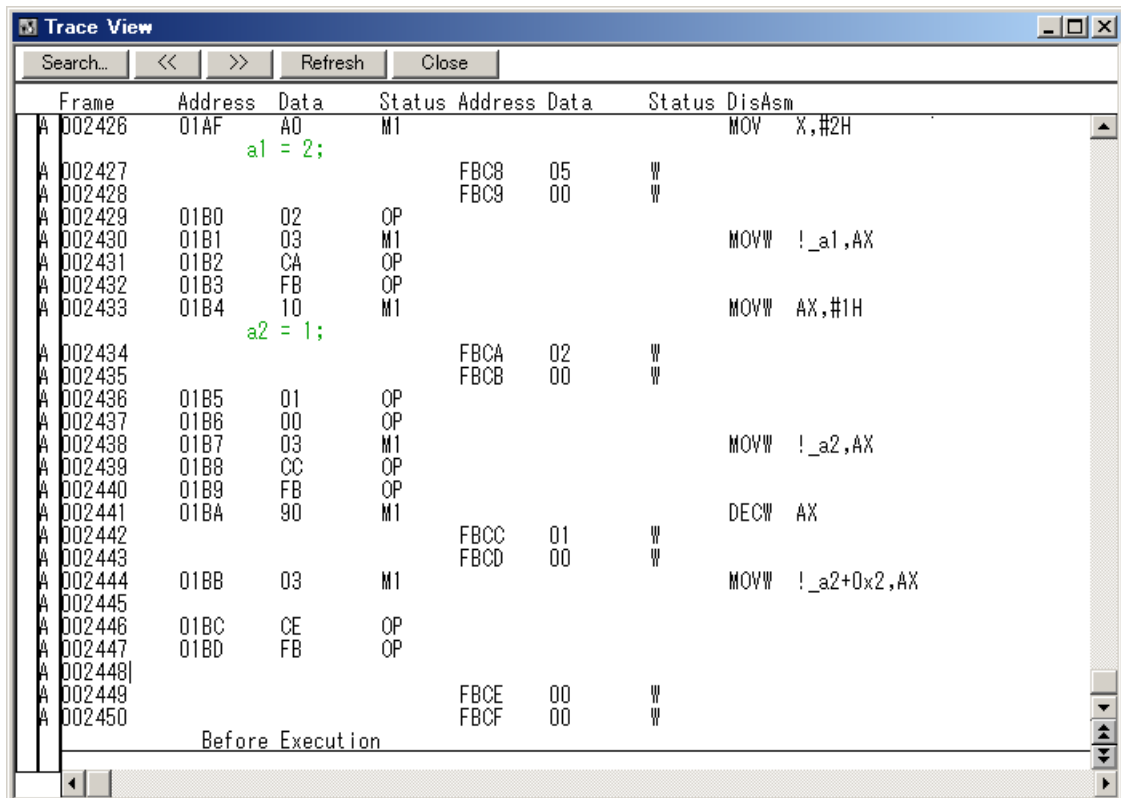 Trace View
Search... << >> Refresh Close
Frame Address Data Status Address Data Status DisAsm
A 002426 01AF A0 M1 MOV X,#2H
a1 = 2;
A 002427 FBC8 05 W
A 002428 FBC9 00 W
A 002429 01B0 02 OP
A 002430 01B1 03 M1 MOVW !_a1,AX
A 002431 01B2 CA OP
A 002432 01B3 FB OP
A 002433 01B4 10 M1 MOVW AX,#1H
a2 = 1;
A 002434 FBCA 02 W
A 002435 FBCB 00 W
A 002436 01B5 01 OP
A 002437 01B6 00 OP
A 002438 01B7 03 M1 MOVW !_a2,AX
A 002439 01B8 CC OP
A 002440 01B9 FB OP
A 002441 01BA 90 M1 DECW AX
A 002442 FBCC 01 W
A 002443 FBCD 00 W
A 002444 01BB 03 M1 MOVW !_a2+0x2,AX
A 002445
A 002446 01BC CE OP
A 002447 01BD FB OP
A 002448
A 002449 FBCE 00 W
A 002450 FBCF 00 W
Before Execution